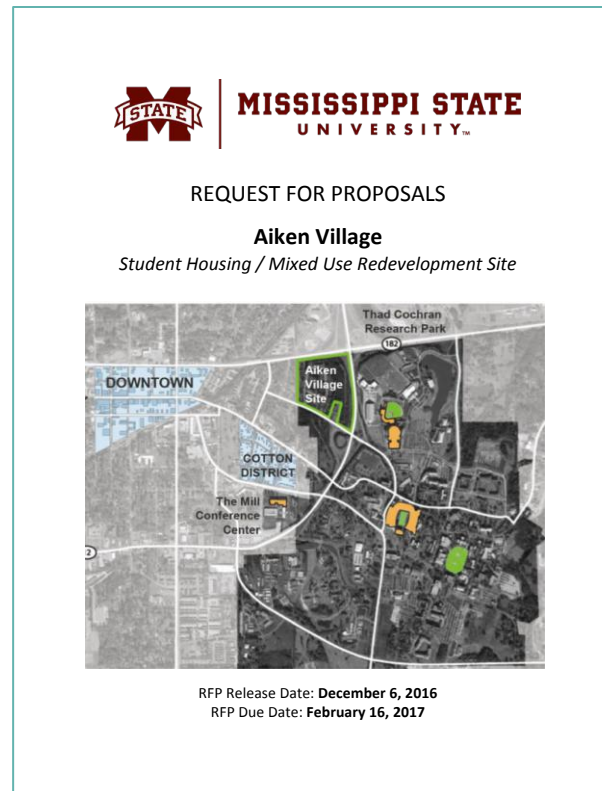 STATE
MISSISSIPPI STATE
UNIVERSITY™
REQUEST FOR PROPOSALS
Aiken Village
Student Housing / Mixed Use Redevelopment Site
Thad Cochran
Research Park
182
Aiken
Village
Site
DOWNTOWN
COTTON
DISTRICT
The Mill
Conference
Center
2
RFP Release Date: December 6, 2016
RFP Due Date: February 16, 2017